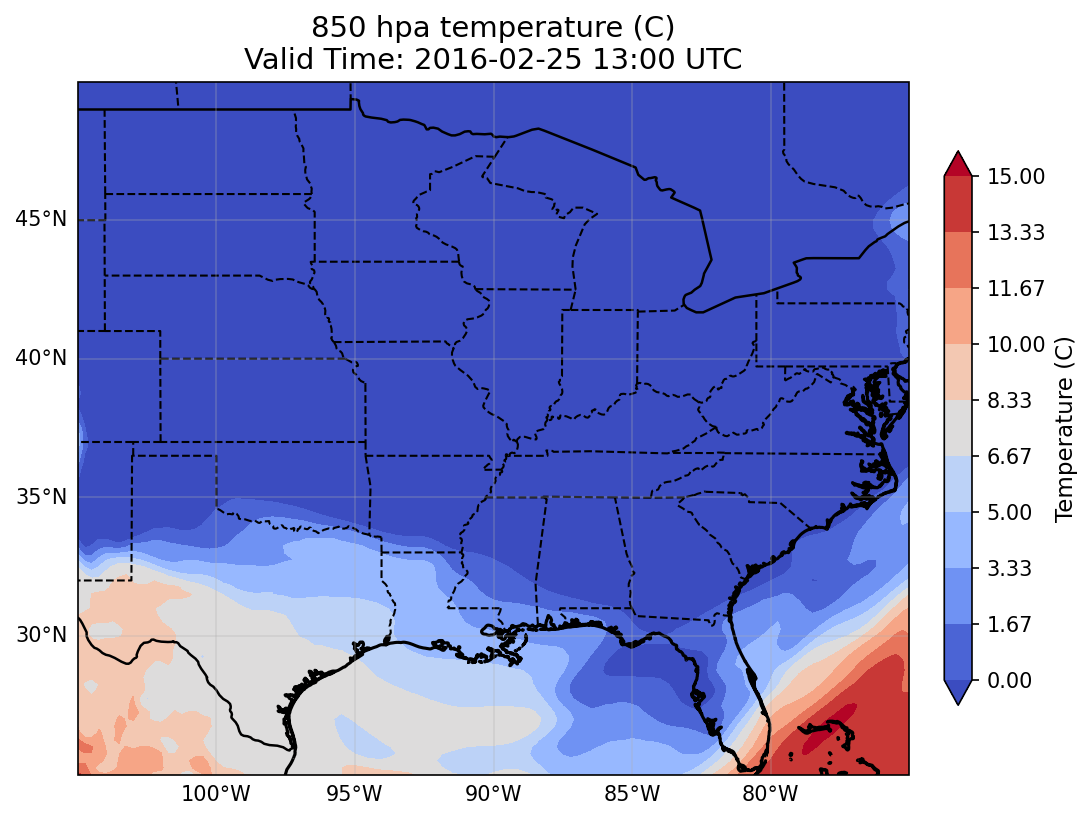 850 hpa temperature (C)
Valid Time: 2016-02-25 13:00 UTC
45°N
40°N
35°N
30°N
100°W
95°W
90°W
85°W
80°W
15.00
13.33
11.67
10.00
8.33
6.67
5.00
3.33
1.67
0.00
Temperature (C)